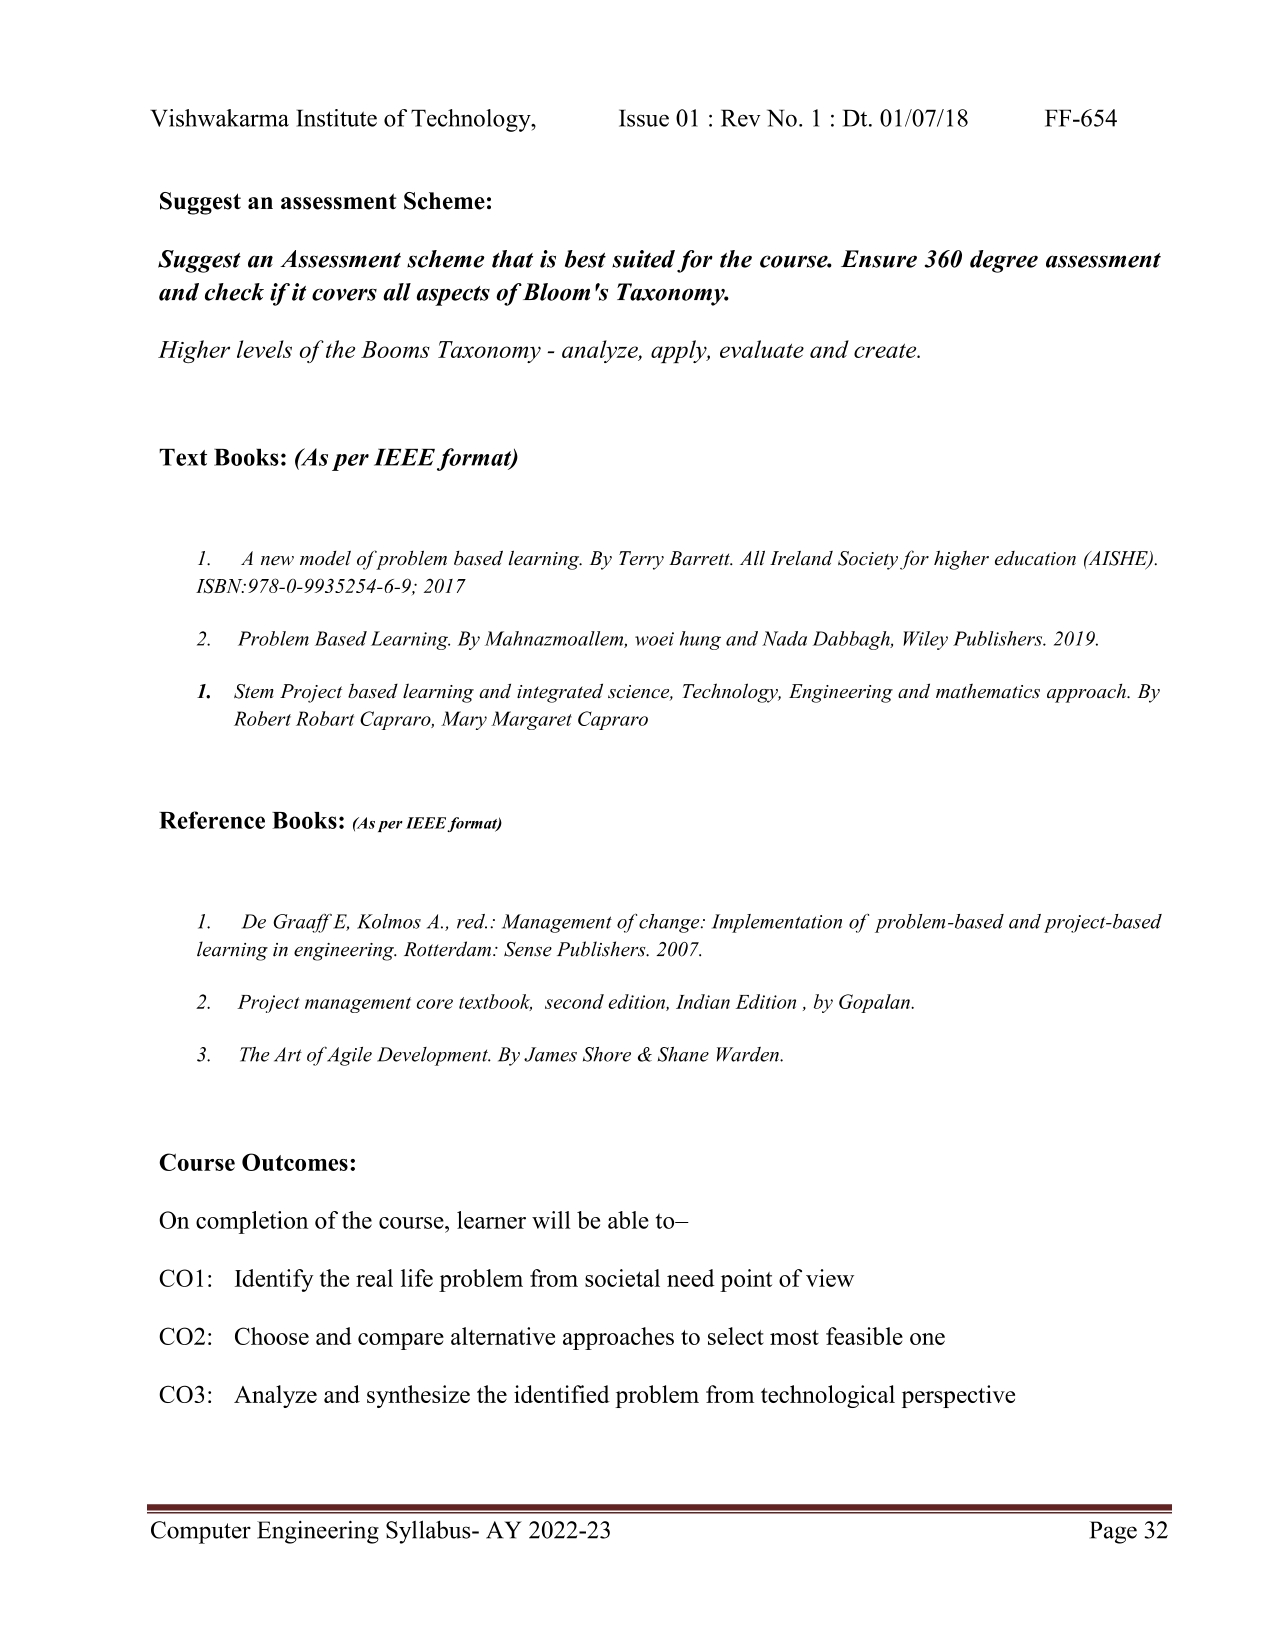 Vishwakarma Institute of Technology, Issue 01 : Rev No. 1 : Dt. 01/07/18 FF-654
Suggest an assessment Scheme:
Suggest an Assessment scheme that is best suited for the course. Ensure 360 degree assessment
and check if it covers all aspects of Bloom's Taxonomy.
Higher levels of the Booms Taxonomy - analyze, apply, evaluate and create.
Text Books: (As per IEEE format)
1. A new model of problem based learning. By Terry Barrett. All Ireland Society for higher education (AISHE).
ISBN:978-0-9935254-6-9; 2017
2. Problem Based Learning. By Mahnazmoallem, woei hung and Nada Dabbagh, Wiley Publishers. 2019.
1. Stem Project based learning and integrated science, Technology, Engineering and mathematics approach. By
Robert Robart Capraro, Mary Margaret Capraro
Reference Books: (As per IEEE format)
1. De Graaff E, Kolmos A., red.: Management of change: Implementation of problem-based and project-based
learning in engineering. Rotterdam: Sense Publishers. 2007.
2. Project management core textbook, second edition, Indian Edition , by Gopalan.
3. The Art of Agile Development. By James Shore & Shane Warden.
Course Outcomes:
On completion of the course, learner will be able to–
CO1: Identify the real life problem from societal need point of view
CO2: Choose and compare alternative approaches to select most feasible one
CO3: Analyze and synthesize the identified problem from technological perspective
Computer Engineering Syllabus- AY 2022-23 Page 32